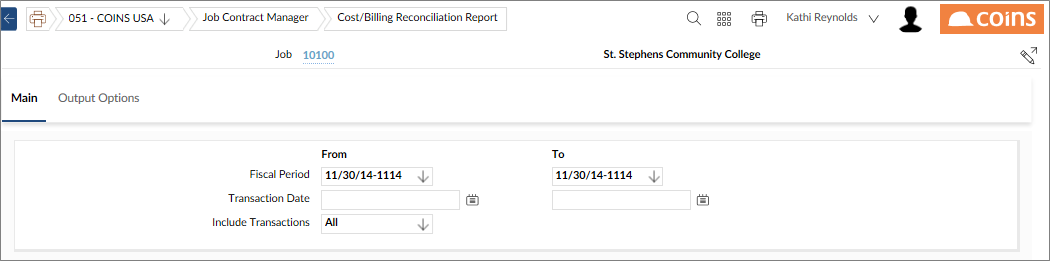 051 - COINS USA Job Contract Manager Cost/Billing Reconciliation Report Kathi Reynolds coins
Job 10100 St. Stephens Community College
Main Output Options
From To
Fiscal Period 11/30/14-1114 11/30/14-1114
Transaction Date
Include Transactions All